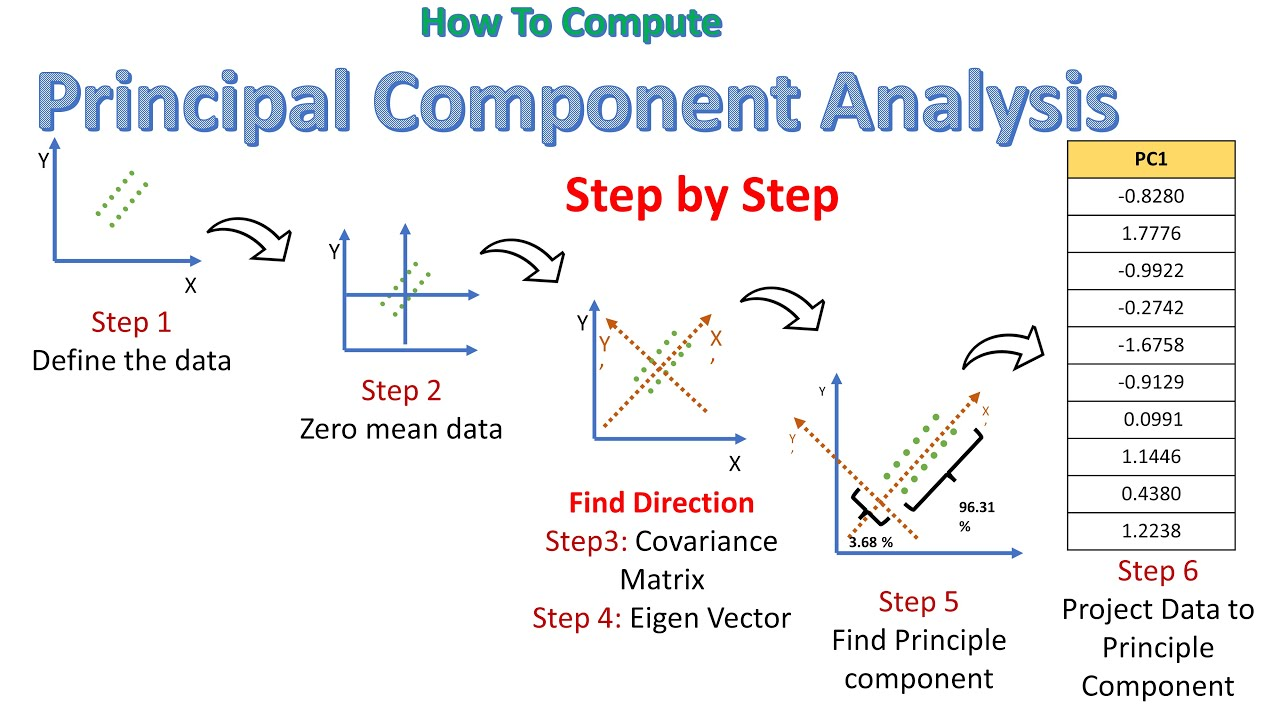 How To Compute
Principal Component Analysis
Step by Step
Y
X
Step 1
Define the data
Y
Step 2
Zero mean data
Y
Y
,
X
,
X
Find Direction
Step3: Covariance
Matrix
Step 4: Eigen Vector
Y
Y
,
X
,
96.31
%
3.68 %
Step 5
Find Principle
component
PC1
-0.8280
1.7776
-0.9922
-0.2742
-1.6758
-0.9129
0.0991
1.1446
0.4380
1.2238
Step 6
Project Data to
Principle
Component